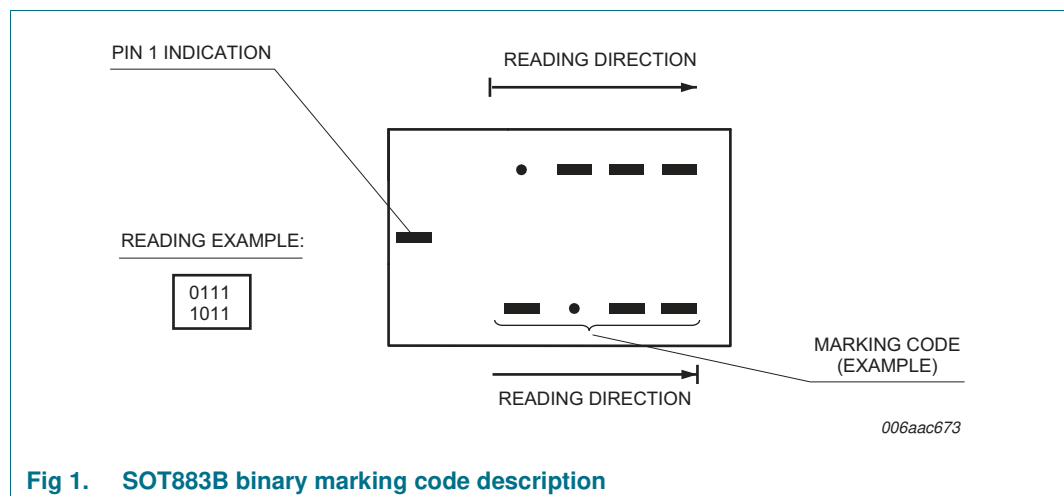 PIN 1 INDICATION
READING DIRECTION
READING EXAMPLE:
0111
1011
MARKING CODE
(EXAMPLE)
READING DIRECTION
006aac673
Fig 1. SOT883B binary marking code description